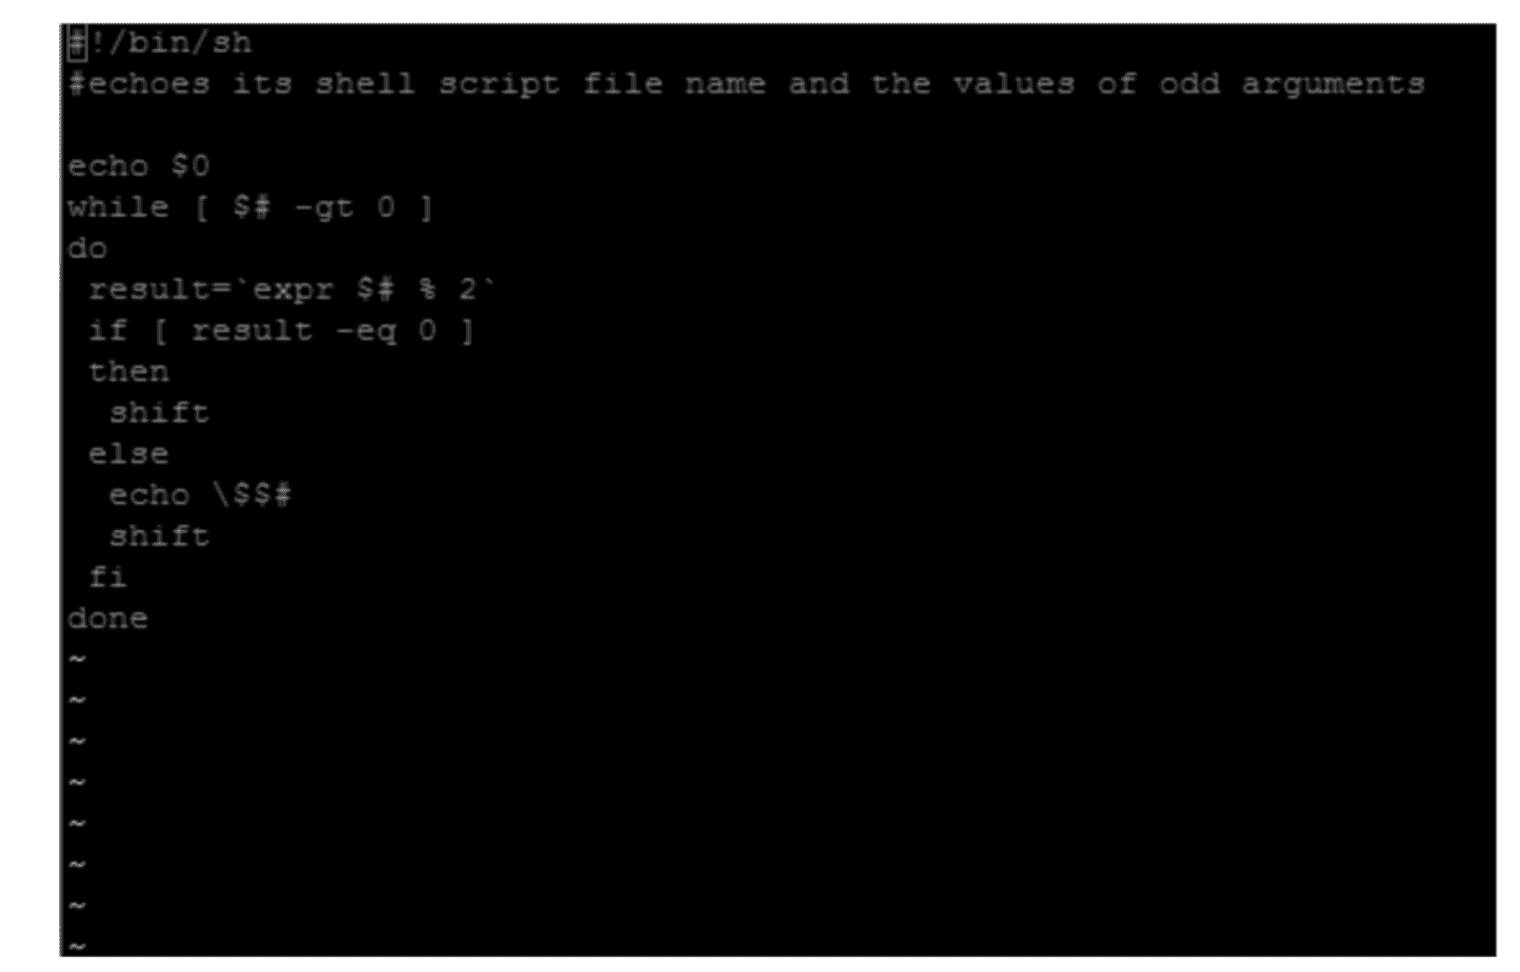 #!/bin/sh
#echoes its shell script file name and the values of odd arguments
echo $0
while [ $# -gt 0 ]
do
 result=`expr $# % 2`
 if [ result -eq 0 ]
 then
  shift
 else
  echo \$$#
  shift
 fi
done
~
~
~
~
~
~
~
~